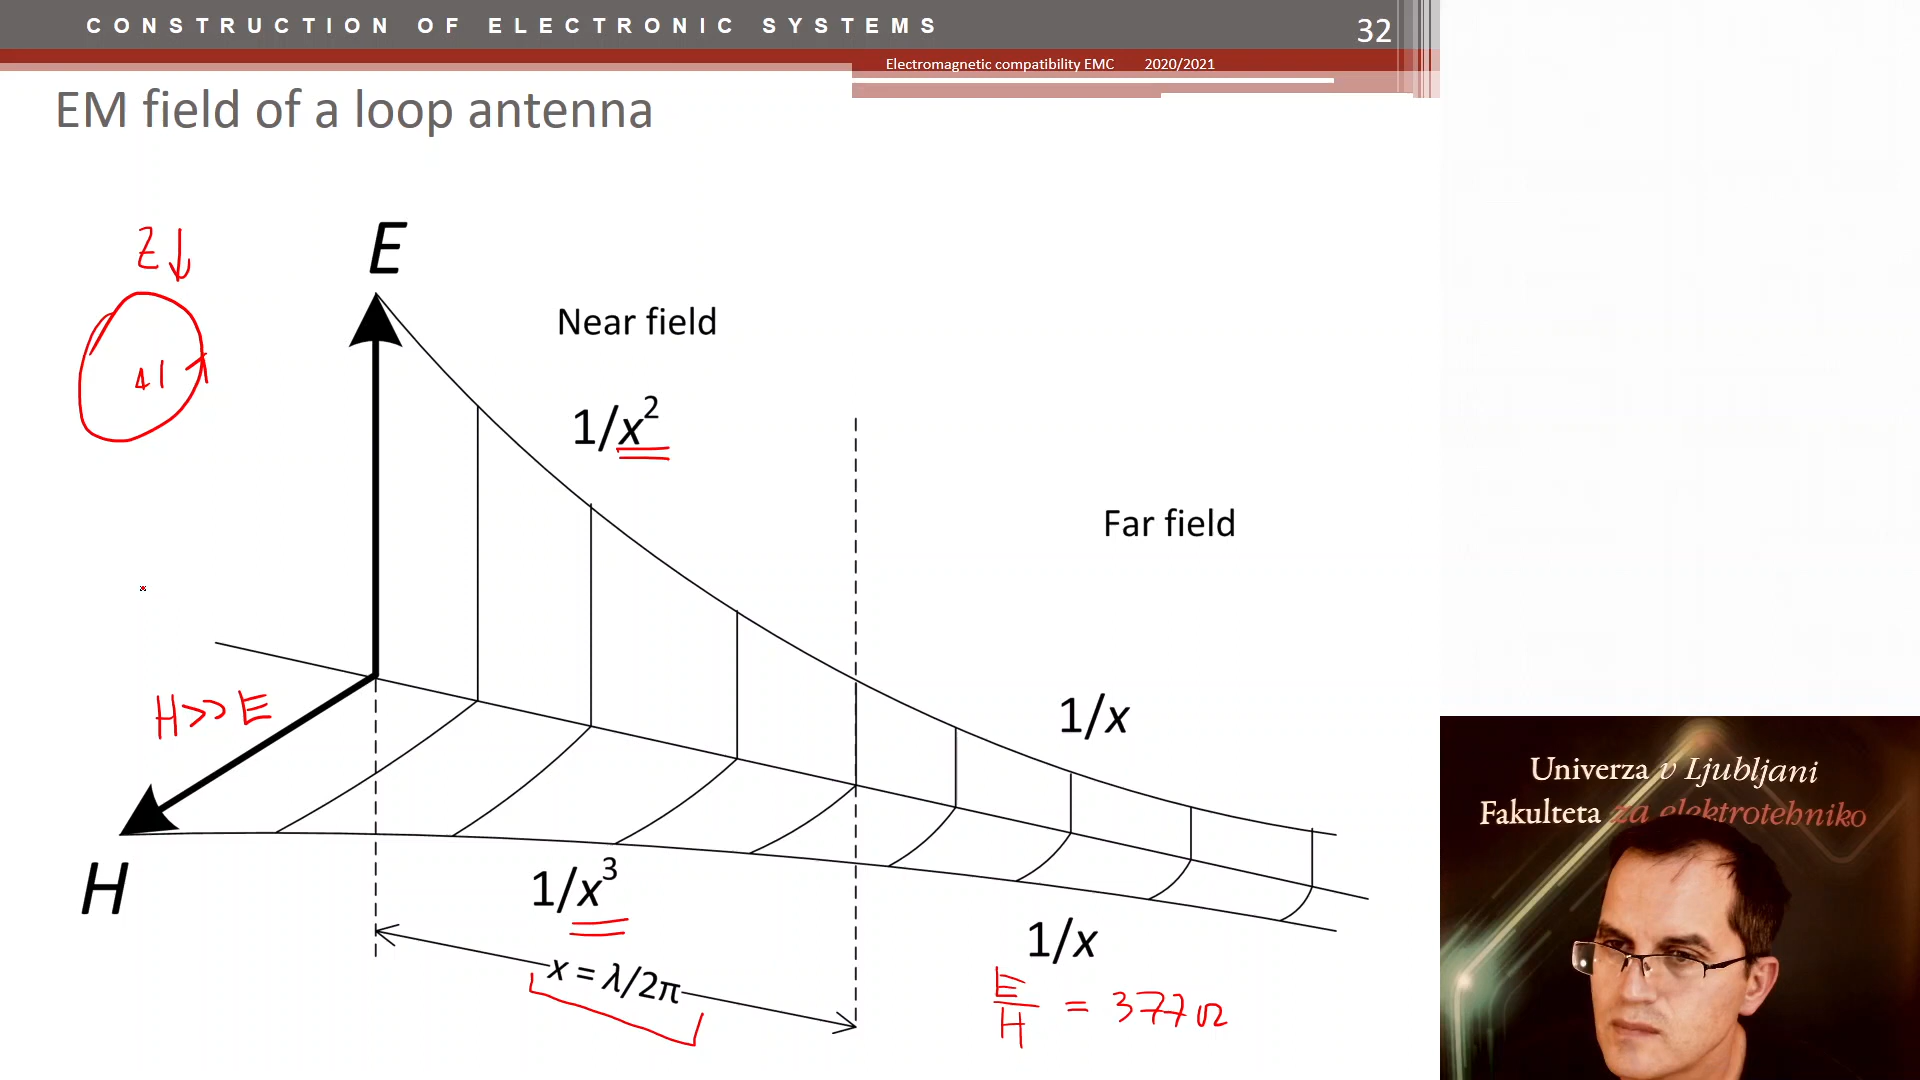 CONSTRUCTION OF ELECTRONIC SYSTEMS
32
Electromagnetic compatibility EMC 2020/2021
EM field of a loop antenna
Z↓
E
Near field
1/x²
Far field
H>>E
1/x
H
1/x³
x = λ/2π
1/x
E/H = 377Ω
Univerza v Ljubljani
Fakulteta za elektrotehniko